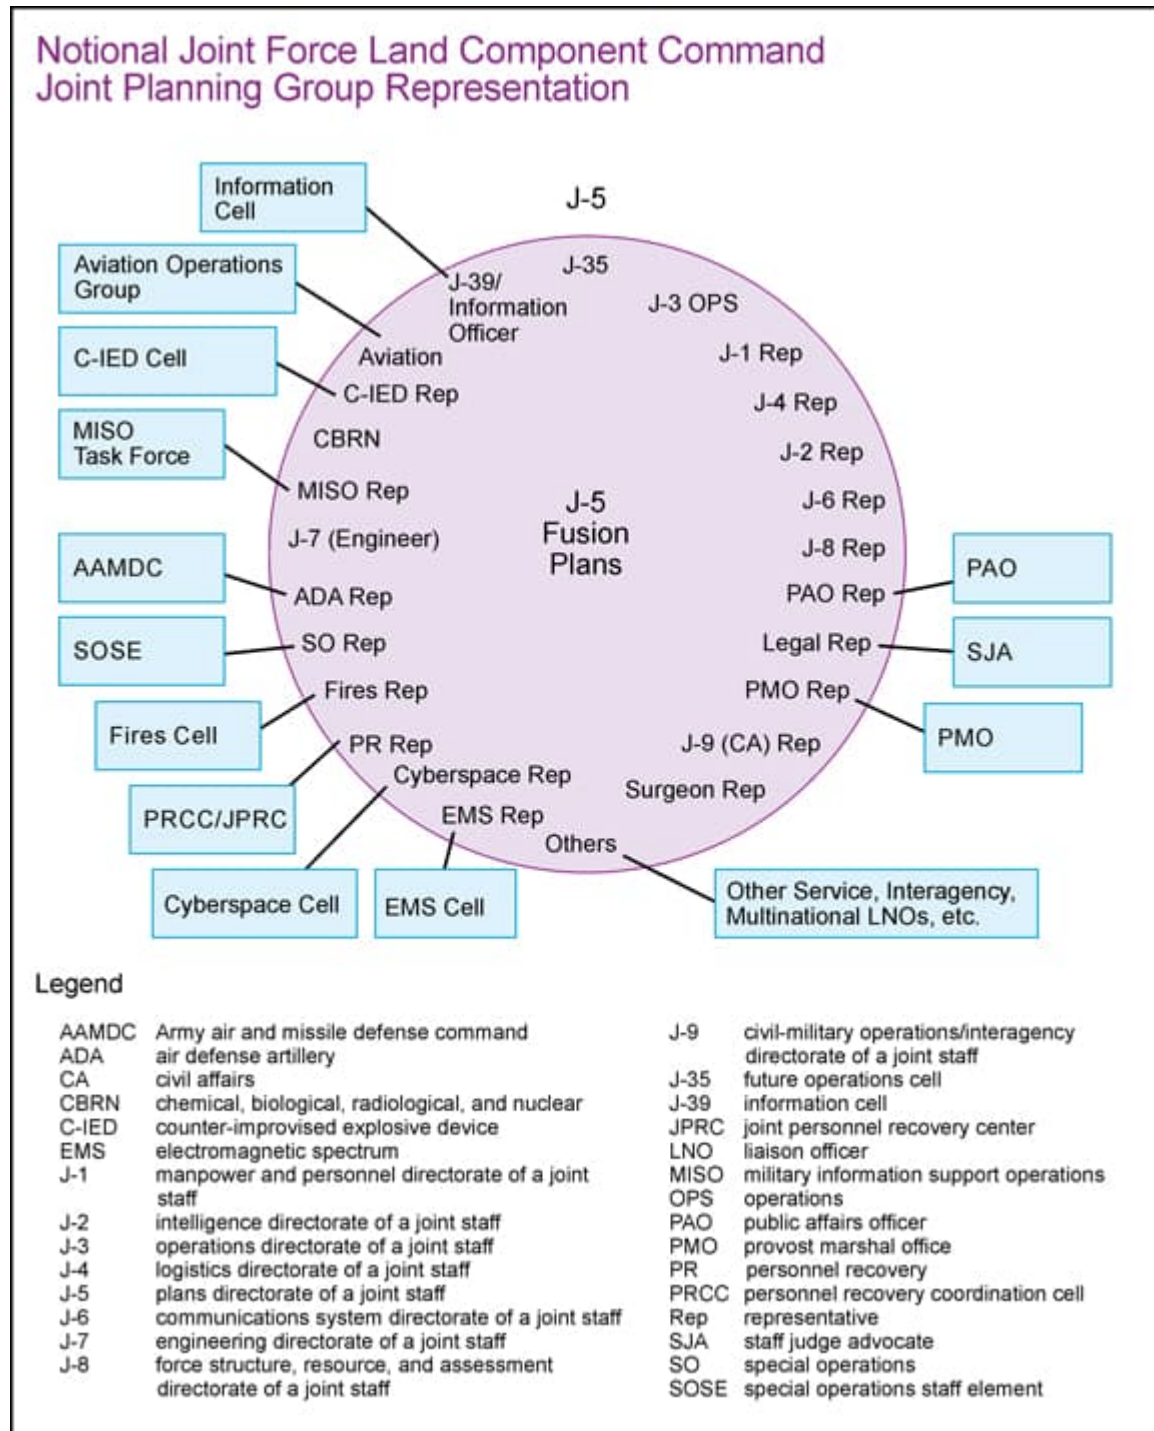 Notional Joint Force Land Component Command
Joint Planning Group Representation
J-5
Information
Cell
Aviation Operations
Group
C-IED Cell
MISO
Task Force
AAMDC
SOSE
Fires Cell
PRCC/JPRC
Cyberspace Cell
EMS Cell
J-35
J-39/
Information
Officer
J-3 OPS
Aviation
J-1 Rep
C-IED Rep
J-4 Rep
CBRN
J-2 Rep
MISO Rep
J-6 Rep
J-5
Fusion
Plans
J-7 (Engineer)
J-8 Rep
ADA Rep
PAO Rep
SO Rep
Legal Rep
Fires Rep
PMO Rep
PR Rep
J-9 (CA) Rep
Cyberspace Rep
Surgeon Rep
EMS Rep
Others
PAO
SJA
PMO
Other Service, Interagency,
Multinational LNOs, etc.
Legend
AAMDC Army air and missile defense command
ADA air defense artillery
CA civil affairs
CBRN chemical, biological, radiological, and nuclear
C-IED counter-improvised explosive device
EMS electromagnetic spectrum
J-1 manpower and personnel directorate of a joint
staff
J-2 intelligence directorate of a joint staff
J-3 operations directorate of a joint staff
J-4 logistics directorate of a joint staff
J-5 plans directorate of a joint staff
J-6 communications system directorate of a joint staff
J-7 engineering directorate of a joint staff
J-8 force structure, resource, and assessment
directorate of a joint staff
J-9 civil-military operations/interagency
directorate of a joint staff
J-35 future operations cell
J-39 information cell
JPRC joint personnel recovery center
LNO liaison officer
MISO military information support operations
OPS operations
PAO public affairs officer
PMO provost marshal office
PR personnel recovery
PRCC personnel recovery coordination cell
Rep representative
SJA staff judge advocate
SO special operations
SOSE special operations staff element